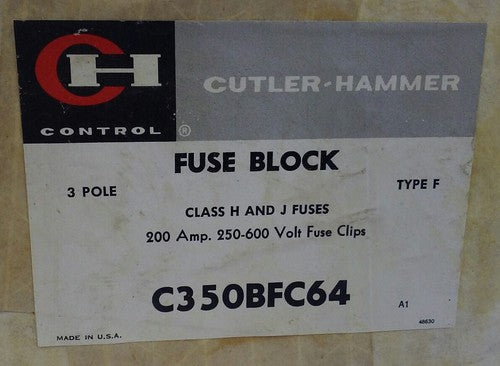 CH
CONTROL ®
CUTLER-HAMMER
FUSE BLOCK
3 POLE
TYPE F
CLASS H AND J FUSES
200 Amp. 250-600 Volt Fuse Clips
C350BFC64
A1
48630
MADE IN U.S.A.